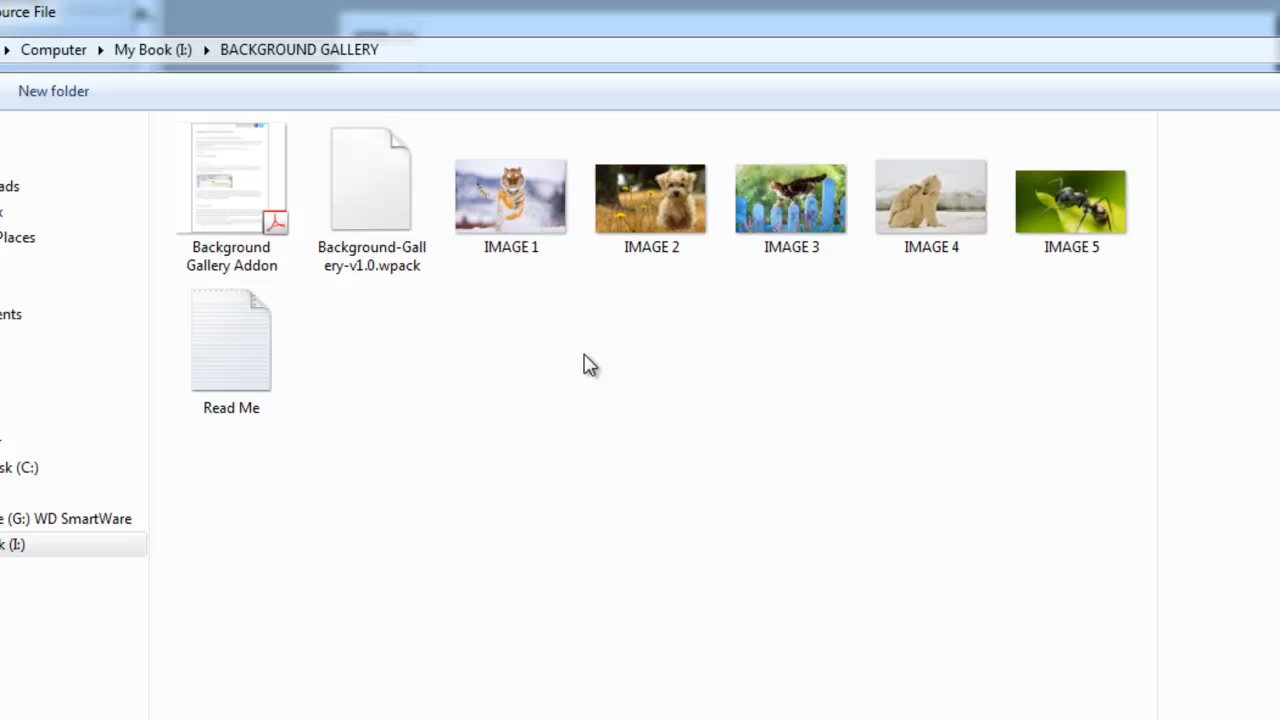 ource File
Computer
My Book (I:)
BACKGROUND GALLERY
New folder
ads
x
Places
ents
r
sk (C:)
e (G:) WD SmartWare
k (I:)
Background
Gallery Addon
Background-Gall
ery-v1.0.wpack
IMAGE 1
IMAGE 2
IMAGE 3
IMAGE 4
IMAGE 5
Read Me